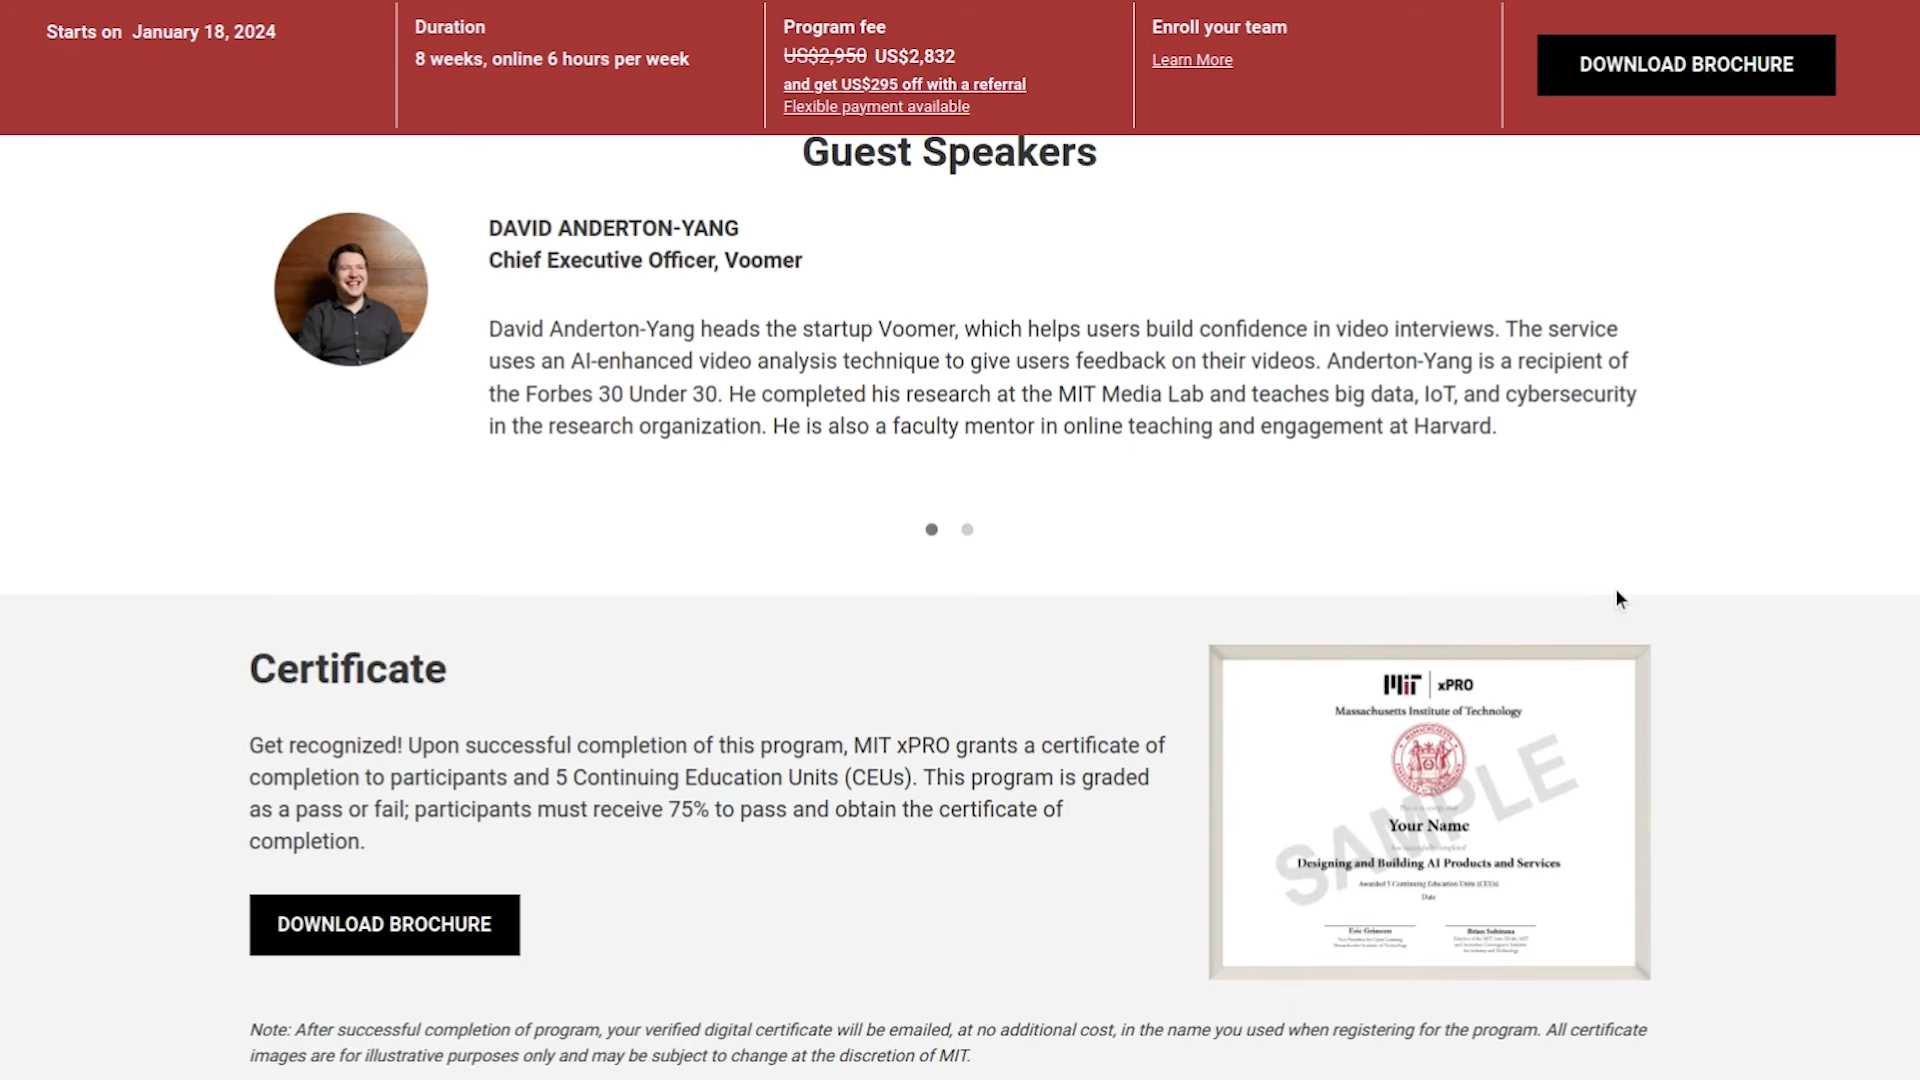 Starts on January 18, 2024
Duration
8 weeks, online 6 hours per week
Program fee
US$2,950 US$2,832
and get US$295 off with a referral
Flexible payment available
Enroll your team
Learn More
DOWNLOAD BROCHURE
Guest Speakers
DAVID ANDERTON-YANG
Chief Executive Officer, Voomer
David Anderton-Yang heads the startup Voomer, which helps users build confidence in video interviews. The service
uses an AI-enhanced video analysis technique to give users feedback on their videos. Anderton-Yang is a recipient of
the Forbes 30 Under 30. He completed his research at the MIT Media Lab and teaches big data, IoT, and cybersecurity
in the research organization. He is also a faculty mentor in online teaching and engagement at Harvard.
Certificate
Get recognized! Upon successful completion of this program, MIT xPRO grants a certificate of
completion to participants and 5 Continuing Education Units (CEUs). This program is graded
as a pass or fail; participants must receive 75% to pass and obtain the certificate of
completion.
DOWNLOAD BROCHURE
MIT xPRO
Massachusetts Institute of Technology
SAMPLE
Your Name
Designing and Building AI Products and Services
Awarded 5 Continuing Education Units (CEUs)
Date
Eric Grimson
Brian Subirana
Note: After successful completion of program, your verified digital certificate will be emailed, at no additional cost, in the name you used when registering for the program. All certificate
images are for illustrative purposes only and may be subject to change at the discretion of MIT.